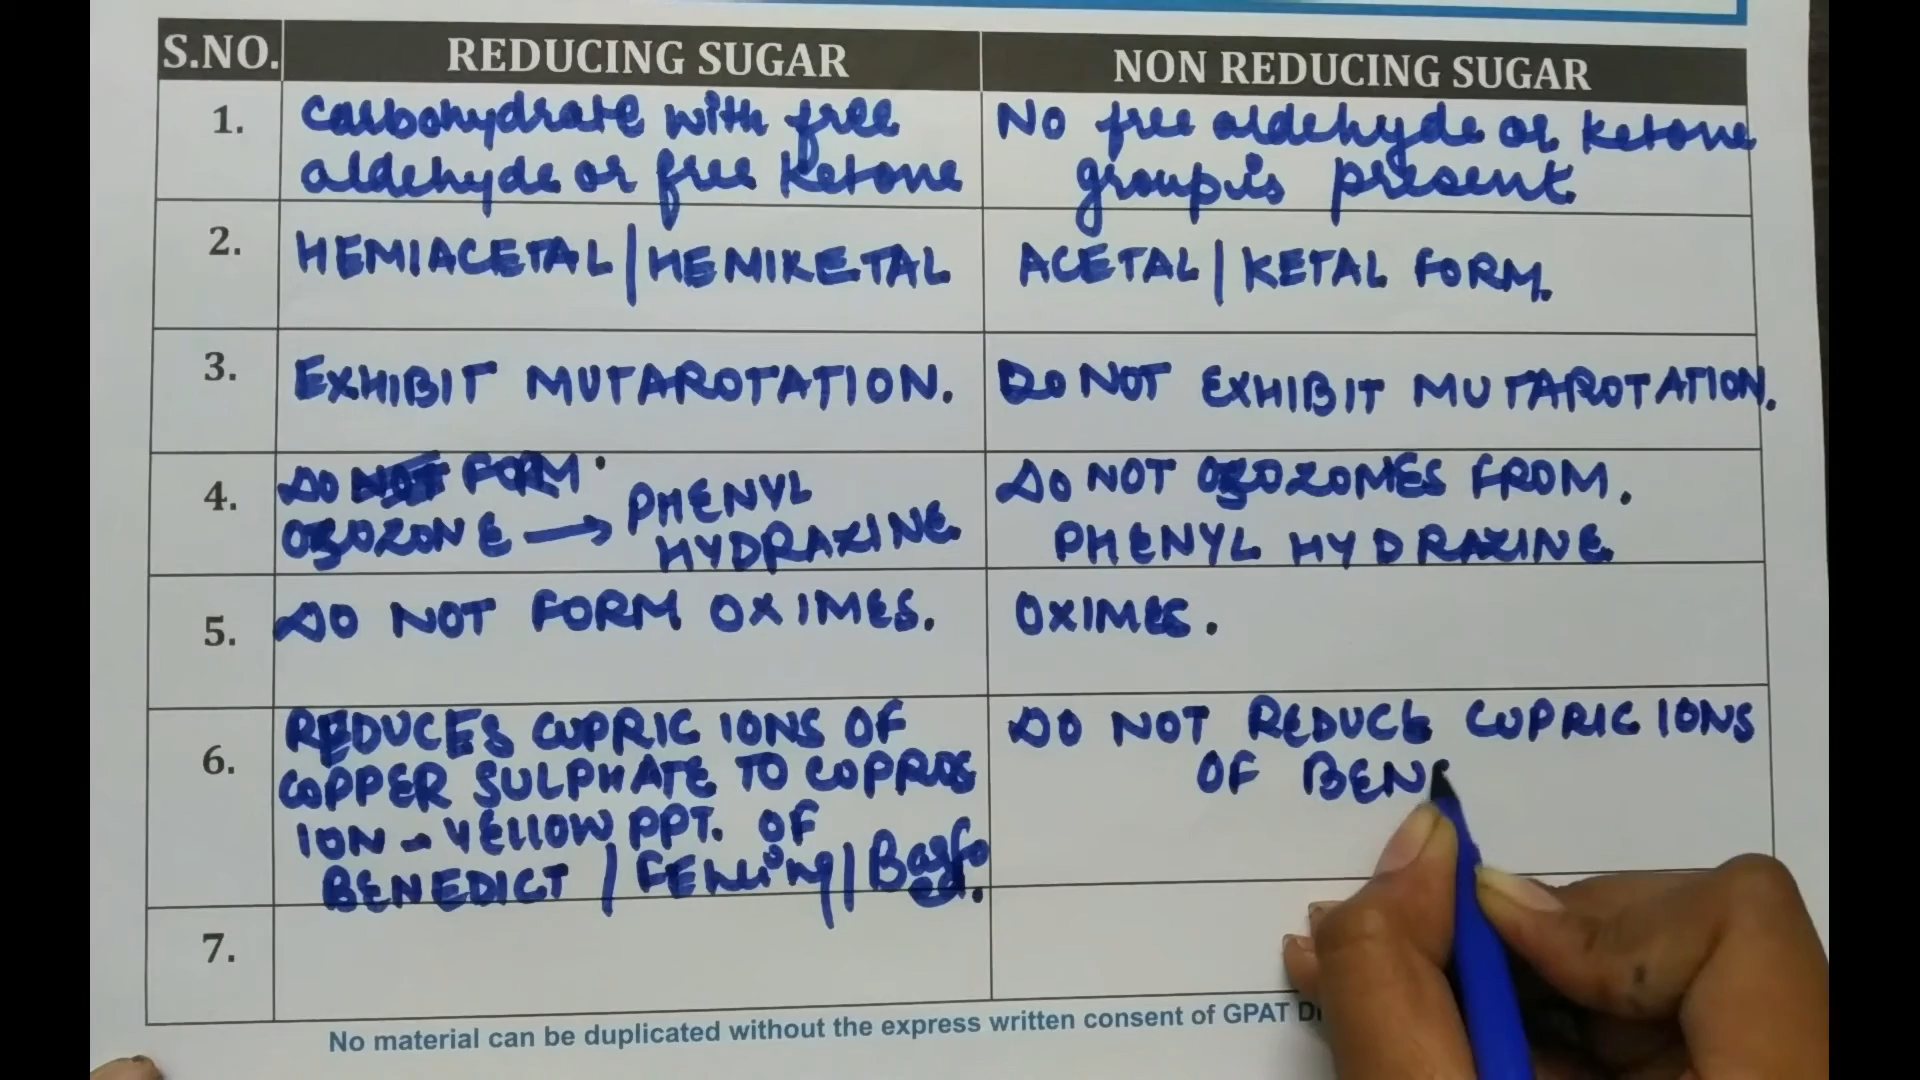 S.NO. REDUCING SUGAR NON REDUCING SUGAR
1.
Carbohydrate with free
aldehyde or free Ketone
No free aldehyde or Ketone
group is present
2.
HEMIACETAL | HEMIKETAL
ACETAL | KETAL FORM.
3.
EXHIBIT MUTAROTATION.
DO NOT EXHIBIT MUTAROTATION.
4.
DO NOT FORM.
OSOZONE → PHENYL
HYDRAZINE.
DO NOT OSOZOMES FROM.
PHENYL HYDRAZINE.
5.
DO NOT FORM OXIMES.
OXIMES.
6.
REDUCES CUPRIC IONS OF
COPPER SULPHATE TO COPROS
ION - YELLOW PPT. OF
BENEDICT | FEHLING |
DO NOT REDUCE CUPRIC IONS
OF BEN
7.
No material can be duplicated without the express written consent of GPAT